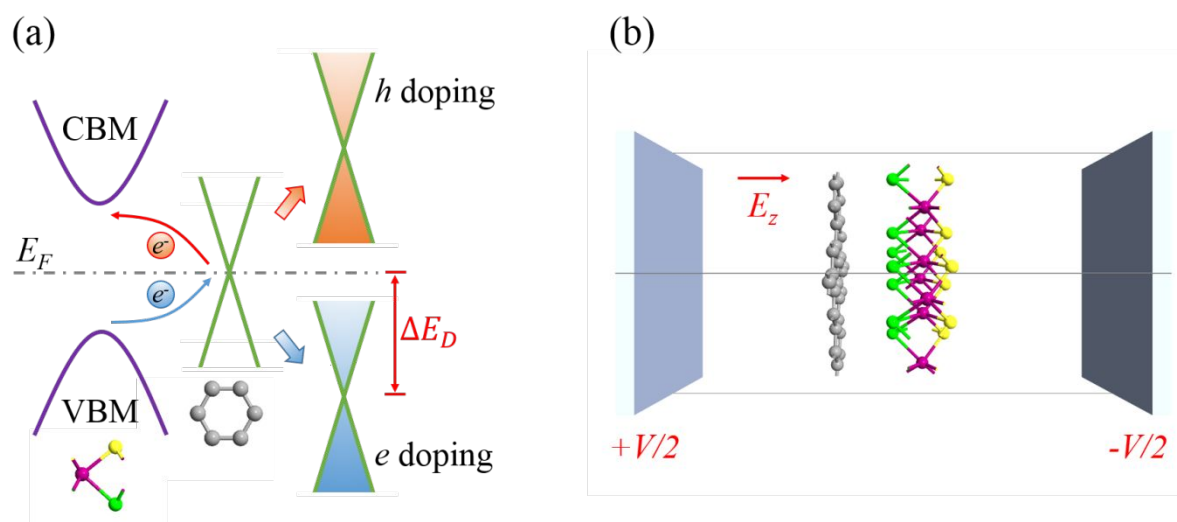 (a)
CBM
h doping
E_F
e-
e-
ΔE_D
VBM
e doping
(b)
E_z
+V/2
-V/2